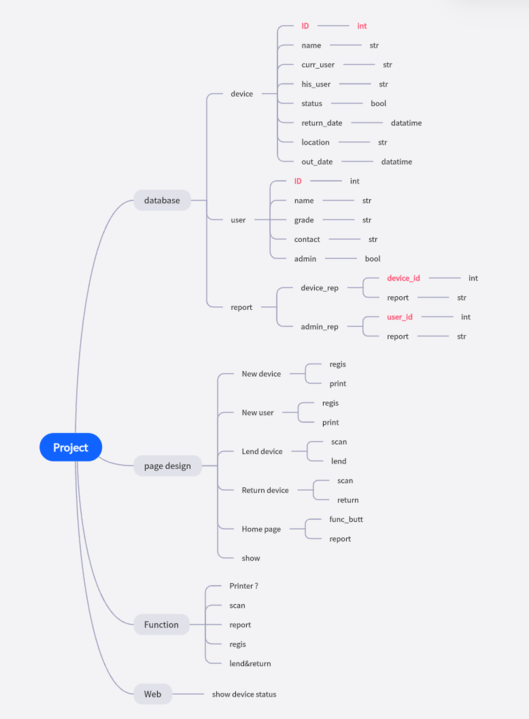 Project
database
device
ID int
name str
curr_user str
his_user str
status bool
return_date datatime
location str
out_date datatime
user
ID int
name str
grade str
contact str
admin bool
report
device_rep
device_id int
report str
admin_rep
user_id int
report str
page design
New device
regis
print
New user
regis
print
Lend device
scan
lend
Return device
scan
return
Home page
func_butt
report
show
Function
Printer ?
scan
report
regis
lend&return
Web
show device status